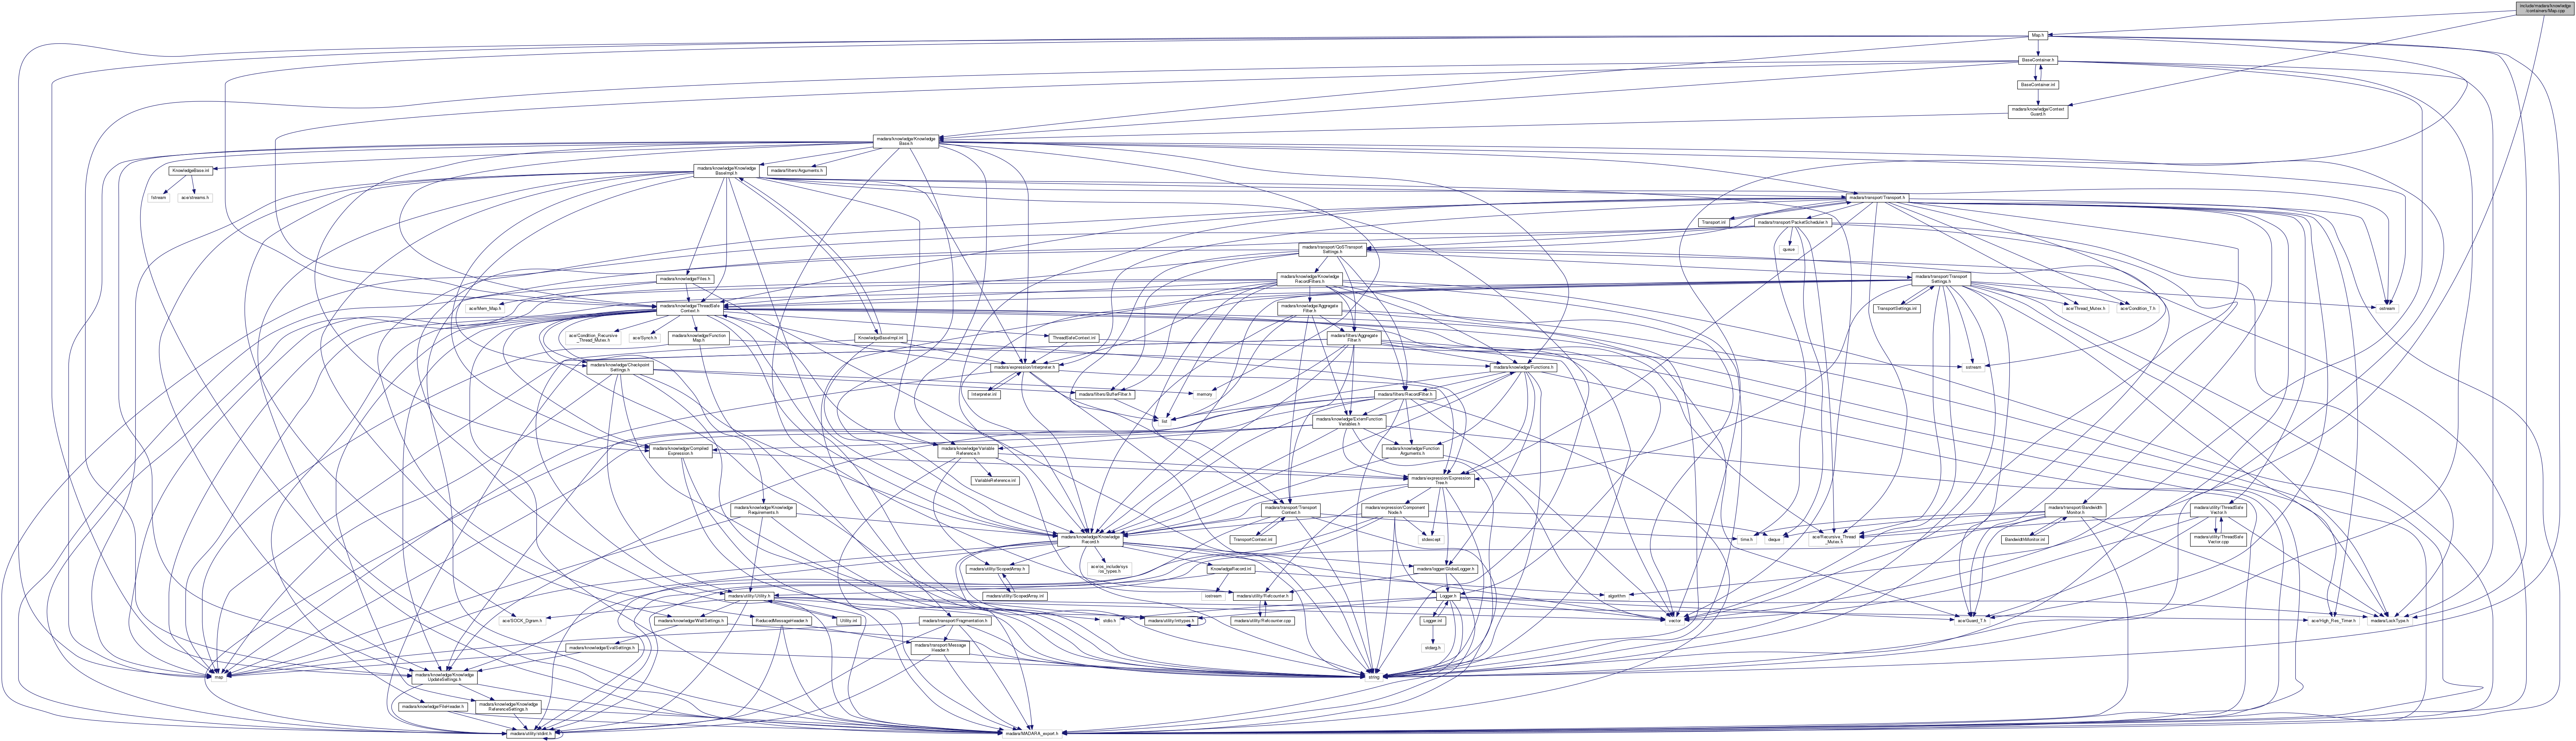 include/madara/knowledge
/containers/Map.cpp
Map.h
BaseContainer.h
BaseContainer.inl
madara/knowledge/Context
Guard.h
madara/knowledge/Knowledge
Base.h
KnowledgeBase.inl
madara/knowledge/Knowledge
BaseImpl.h
madara/filters/Arguments.h
fstream
ace/streams.h
madara/transport/Transport.h
Transport.inl
madara/transport/PacketScheduler.h
madara/transport/QoSTransport
Settings.h
queue
madara/knowledge/Files.h
madara/knowledge/Knowledge
RecordFilters.h
madara/transport/Transport
Settings.h
ace/Mem_Map.h
madara/knowledge/ThreadSafe
Context.h
madara/knowledge/Aggregate
Filter.h
TransportSettings.inl
ace/Thread_Mutex.h
ace/Condition_T.h
iostream
ace/Condition_Recursive
_Thread_Mutex.h
ace/Synch.h
madara/knowledge/Function
Map.h
KnowledgeBaseImpl.inl
ThreadSafeContext.inl
madara/filters/Aggregate
Filter.h
madara/knowledge/Checkpoint
Settings.h
madara/expression/Interpreter.h
madara/knowledge/Functions.h
sstream
Interpreter.inl
madara/filters/BufferFilter.h
memory
madara/filters/RecordFilter.h
list
madara/knowledge/ExternFunction
Variables.h
madara/knowledge/Compiled
Expression.h
madara/knowledge/Variable
Reference.h
madara/knowledge/Function
Arguments.h
VariableReference.inl
madara/expression/Expression
Tree.h
madara/knowledge/Knowledge
Requirements.h
madara/transport/Transport
Context.h
madara/expression/Component
Node.h
madara/transport/Bandwidth
Monitor.h
madara/utility/ThreadSafe
Vector.h
madara/knowledge/Knowledge
Record.h
TransportContext.inl
stdexcept
time.h
deque
ace/Recursive_Thread
_Mutex.h
BandwidthMonitor.inl
madara/utility/ThreadSafe
Vector.cpp
madara/utility/ScopedArray.h
ace/os_include/sys
/os_types.h
KnowledgeRecord.inl
madara/logger/GlobalLogger.h
madara/utility/Utility.h
madara/utility/ScopedArray.inl
iostream
madara/utility/Refcounter.h
Logger.h
algorithm
ace/SOCK_Dgram.h
madara/knowledge/WaitSettings.h
ReducedMessageHeader.h
Utility.inl
madara/transport/Fragmentation.h
stdio.h
madara/utility/inttypes.h
madara/utility/Refcounter.cpp
Logger.inl
vector
ace/Guard_T.h
ace/High_Res_Timer.h
madara/LockType.h
madara/knowledge/EvalSettings.h
madara/transport/Message
Header.h
stdarg.h
map
madara/knowledge/Knowledge
UpdateSettings.h
string
madara/knowledge/FileHeader.h
madara/knowledge/Knowledge
ReferenceSettings.h
madara/utility/stdint.h
madara/MADARA_export.h